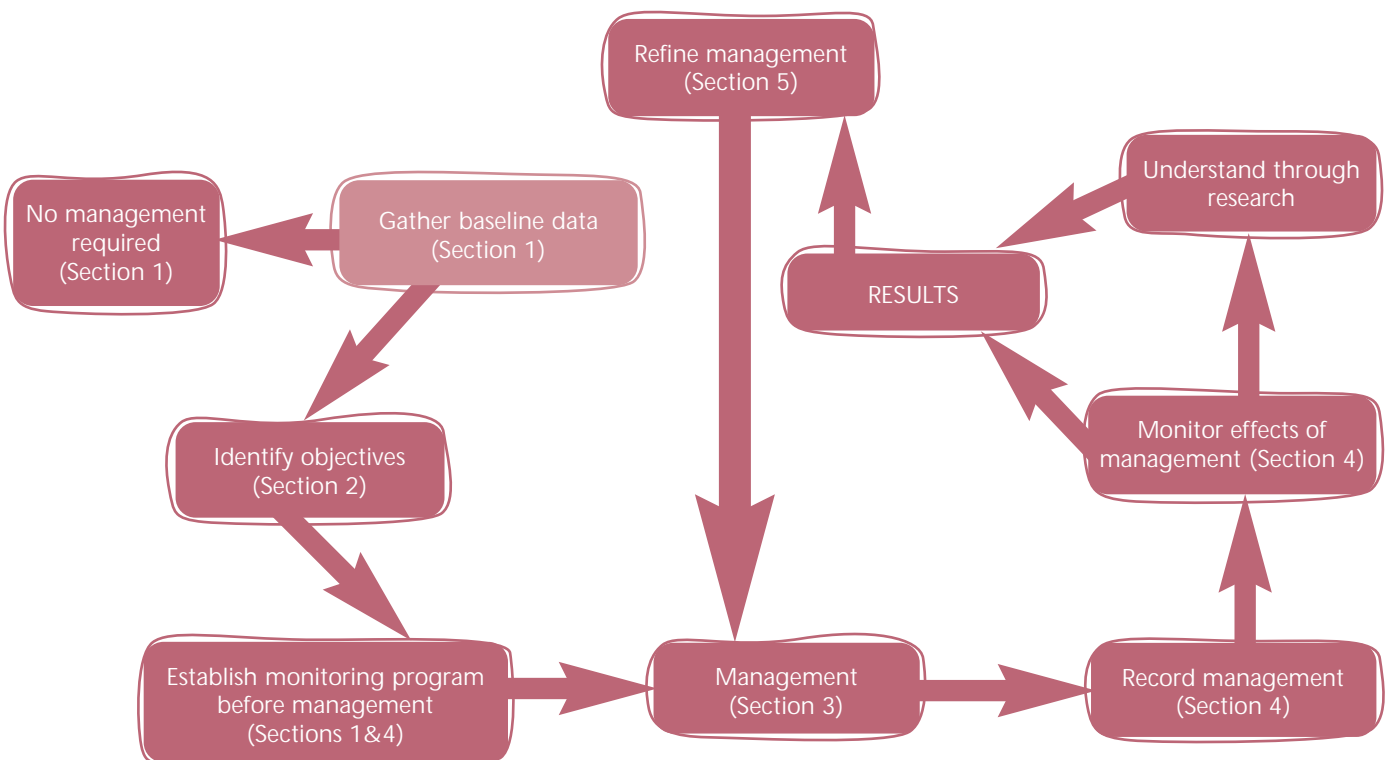 Refine management
(Section 5)
Understand through
research
No management
required
(Section 1)
Gather baseline data
(Section 1)
RESULTS
Identify objectives
(Section 2)
Monitor effects of
management (Section 4)
Establish monitoring program
before management
(Sections 1&4)
Management
(Section 3)
Record management
(Section 4)